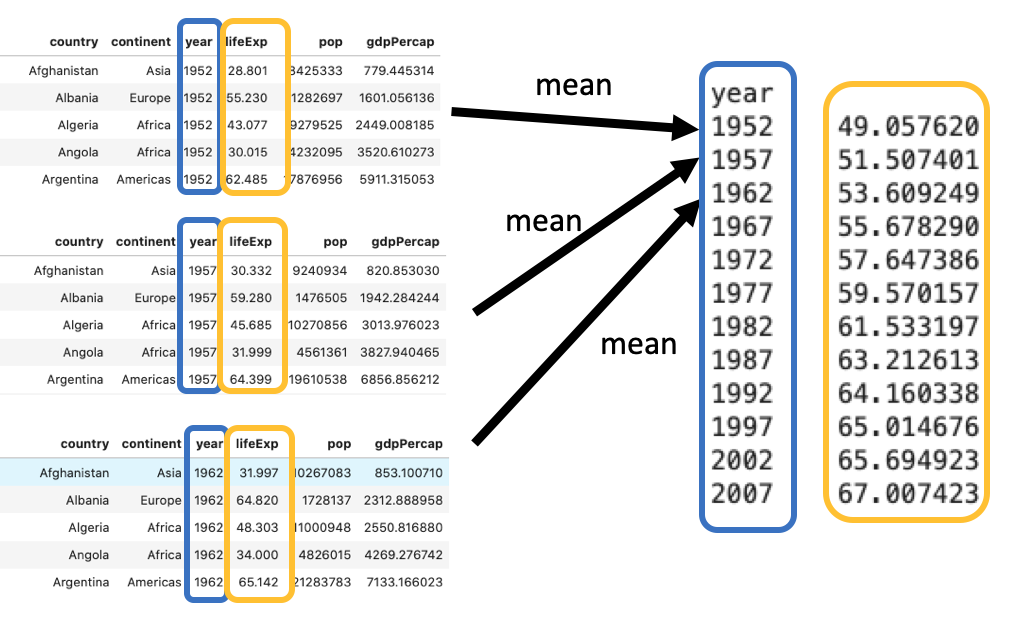 country continent year lifeExp pop gdpPercap
Afghanistan Asia 1952 28.801 8425333 779.445314
Albania Europe 1952 55.230 1282697 1601.056136
Algeria Africa 1952 43.077 9279525 2449.008185
Angola Africa 1952 30.015 4232095 3520.610273
Argentina Americas 1952 62.485 17876956 5911.315053
country continent year lifeExp pop gdpPercap
Afghanistan Asia 1957 30.332 9240934 820.853030
Albania Europe 1957 59.280 1476505 1942.284244
Algeria Africa 1957 45.685 10270856 3013.976023
Angola Africa 1957 31.999 4561361 3827.940465
Argentina Americas 1957 64.399 19610538 6856.856212
country continent year lifeExp pop gdpPercap
Afghanistan Asia 1962 31.997 10267083 853.100710
Albania Europe 1962 64.820 1728137 2312.888958
Algeria Africa 1962 48.303 11000948 2550.816880
Angola Africa 1962 34.000 4826015 4269.276742
Argentina Americas 1962 65.142 21283783 7133.166023
mean
mean
mean
year
1952 49.057620
1957 51.507401
1962 53.609249
1967 55.678290
1972 57.647386
1977 59.570157
1982 61.533197
1987 63.212613
1992 64.160338
1997 65.014676
2002 65.694923
2007 67.007423